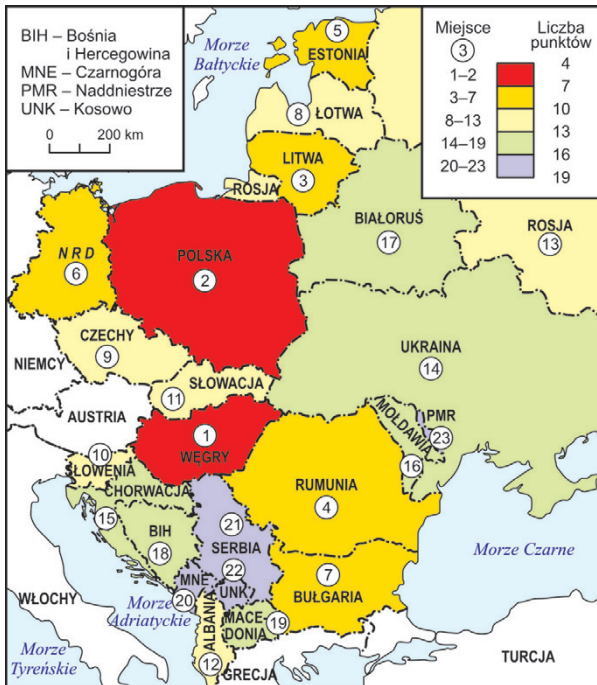 BIH – Bośnia
i Hercegowina
MNE – Czarnogóra
PMR – Naddniestrze
UNK – Kosowo
0 200 km
Morze
Bałtyckie
Miejsce
Liczba
punktów
3
1–2
3–7
8–13
14–19
20–23
4
7
10
13
16
19
5
ESTONIA
8
ŁOTWA
LITWA
3
ROSJA
BIAŁORUŚ
17
ROSJA
13
NRD
6
POLSKA
2
CZECHY
9
NIEMCY
UKRAINA
14
SŁOWACJA
11
AUSTRIA
1
WĘGRY
MOŁDAWIA
16
PMR
23
10
SŁOWENIA
CHORWACJA
15
RUMUNIA
4
BIH
18
21
SERBIA
22
MNE
20
UNK
7
BUŁGARIA
Morze Czarne
WŁOCHY
Morze
Adriatyckie
ALBANIA
12
MACE-
DONIA
19
Morze
Tyreńskie
GRECJA
TURCJA